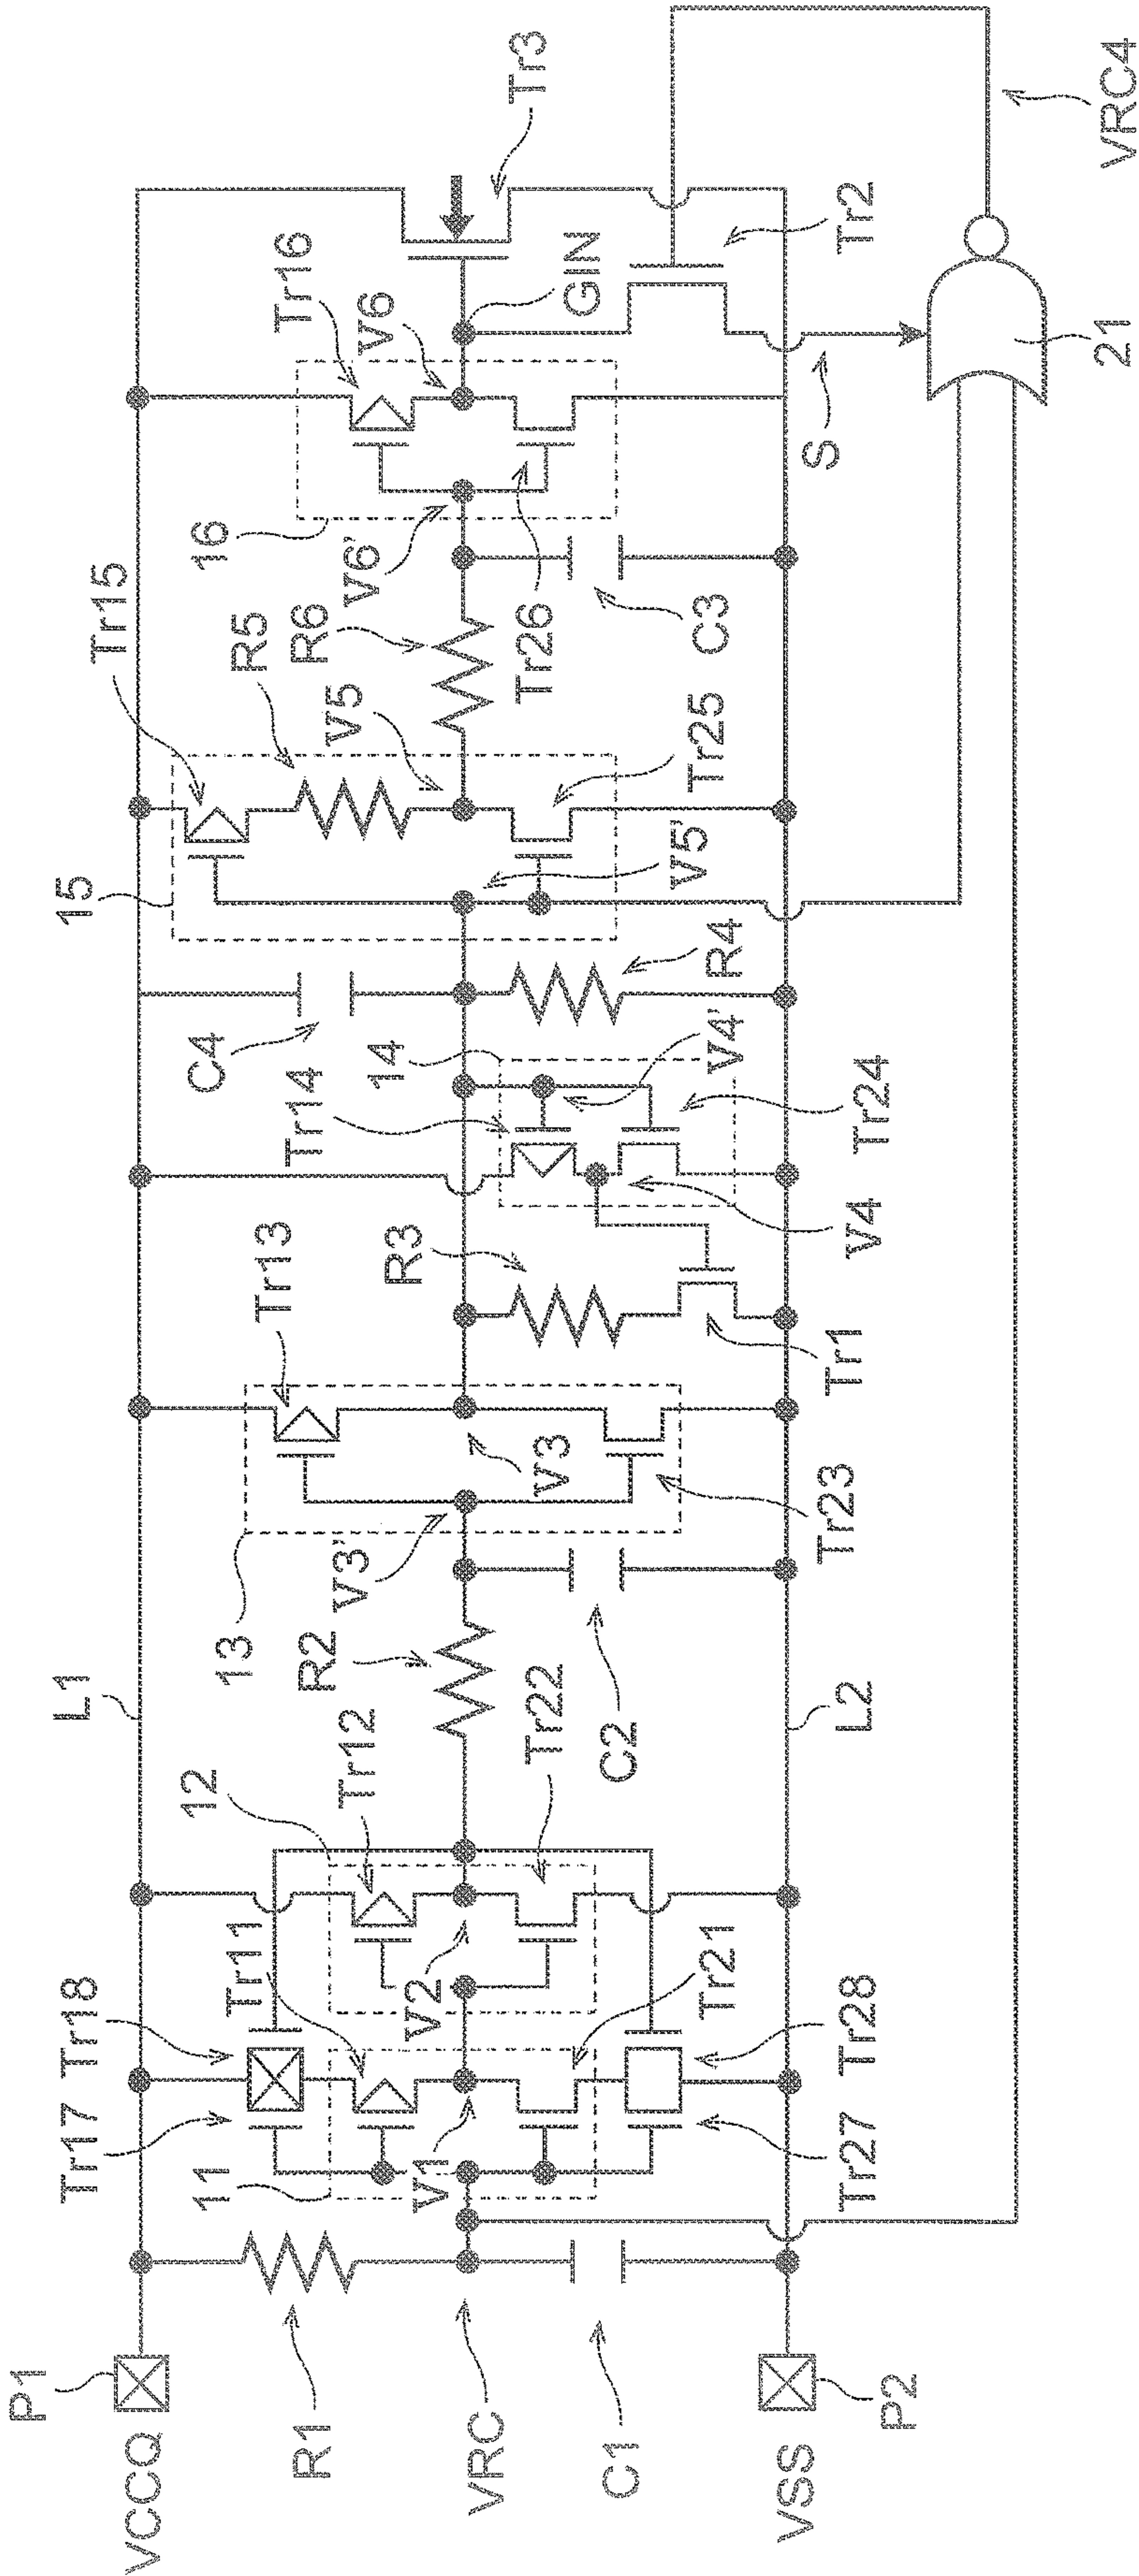 P1
VCCQ
R1
VRC
C1
VSS
P2
11
V1
Tr17
Tr18
Tr11
Tr21
Tr27
Tr28
12
V2
Tr12
Tr22
L1
L2
R2
C2
13
V3'
Tr13
V3
Tr23
R3
Tr1
Tr14
14
V4'
V4
Tr24
C4
R4
15
Tr15
R5
V5
V5'
Tr25
R6
V6'
C3
Tr26
16
Tr16
V6
GIN
S
Tr2
Tr3
21
VRC4